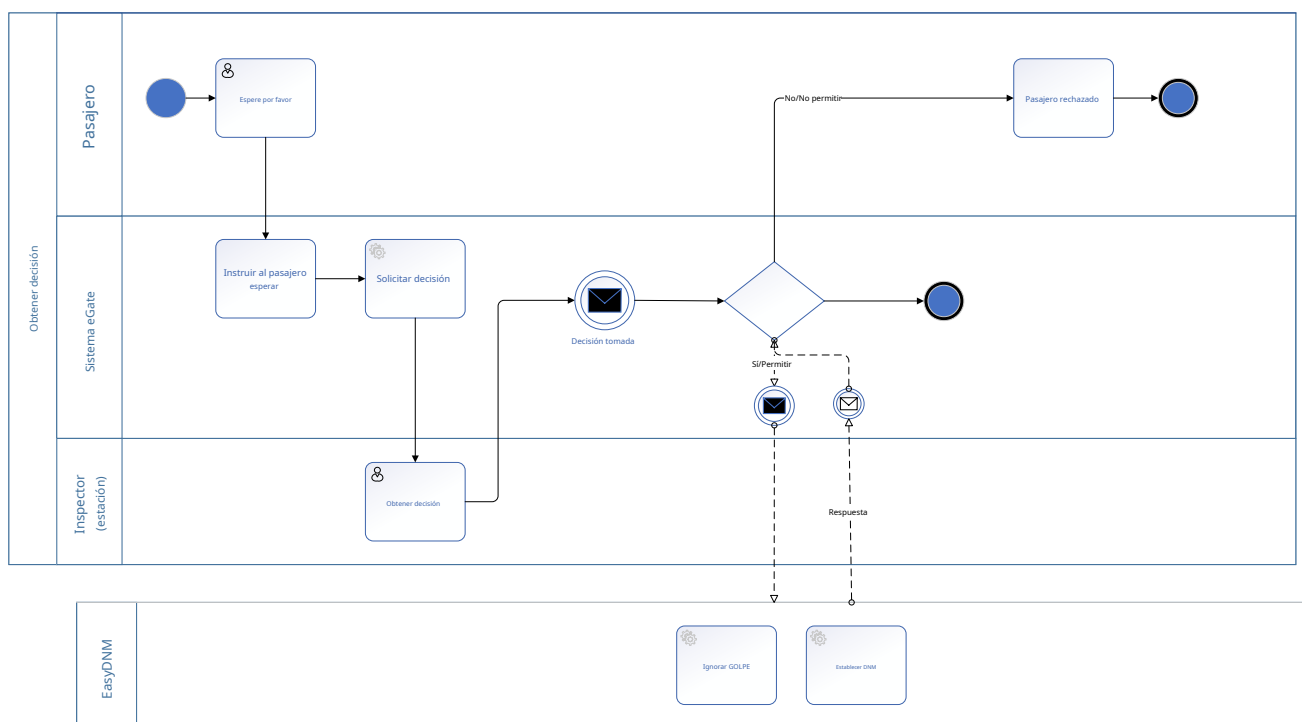 Obtener decisión
Pasajero
Espere por favor
No/No permitir
Pasajero rechazado
Sistema eGate
Instruir al pasajero
esperar
Solicitar decisión
Decisión tomada
Sí/Permitir
Inspector
(estación)
Obtener decisión
Respuesta
EasyDNM
Ignorar GOLPE
Establecer DNM